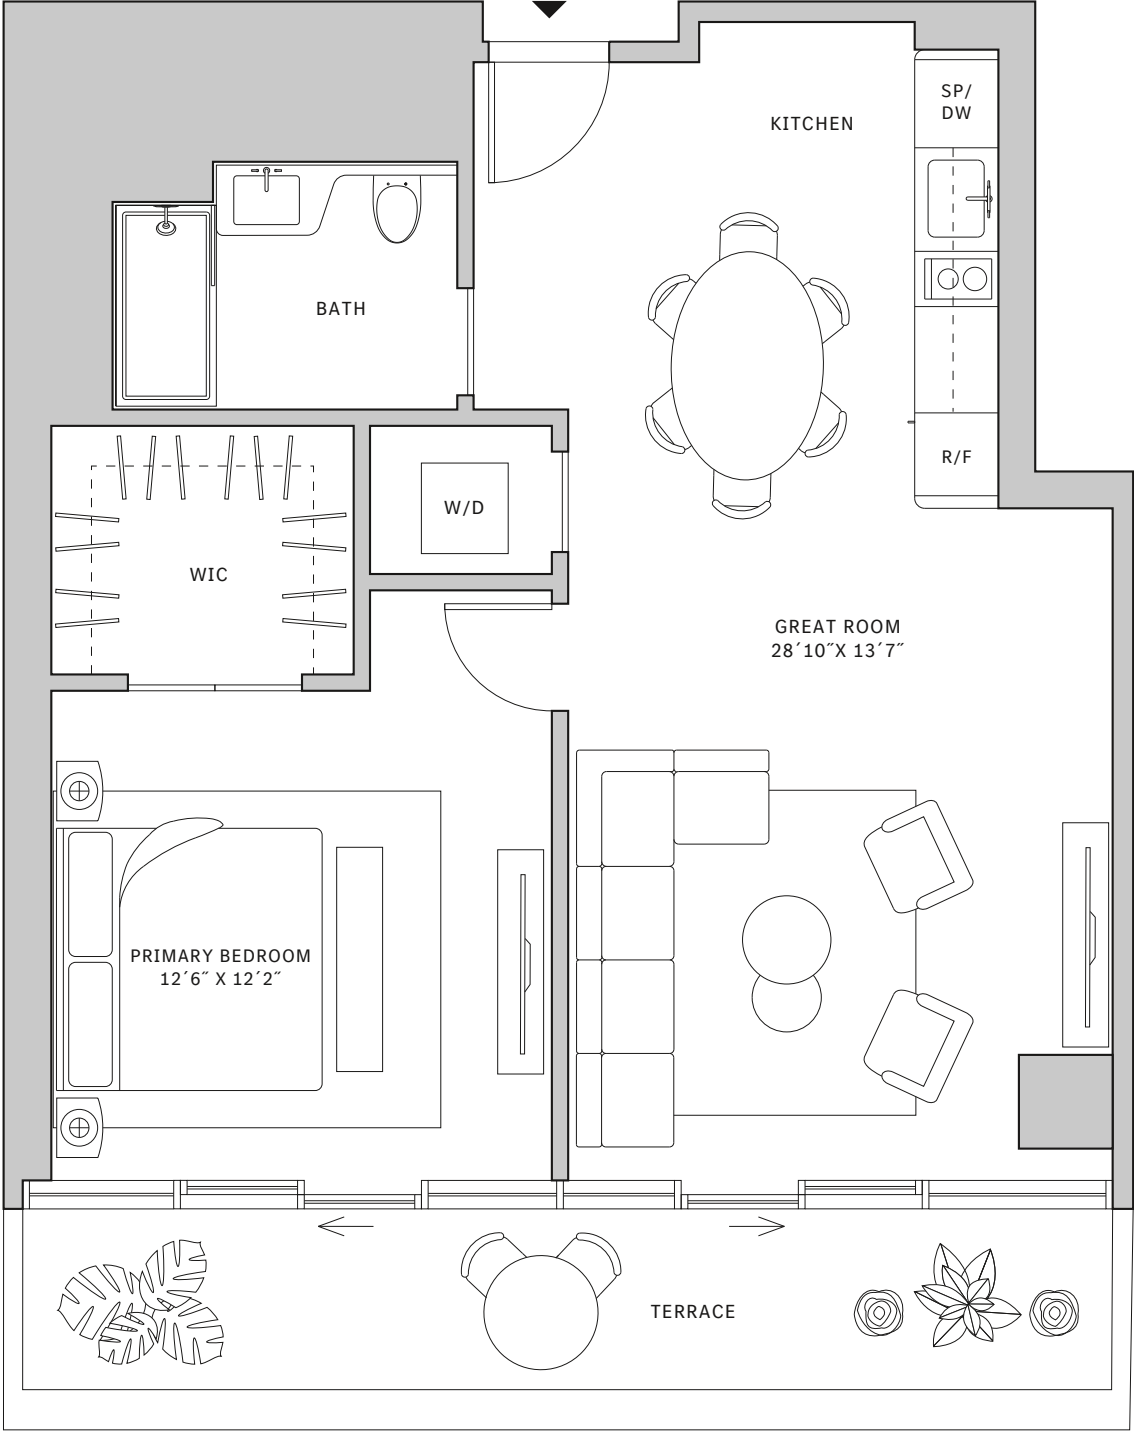 SP/
DW
KITCHEN
BATH
R/F
W/D
WIC
GREAT ROOM
28´10˝X 13´7˝
PRIMARY BEDROOM
12´6˝ X 12´2˝
TERRACE